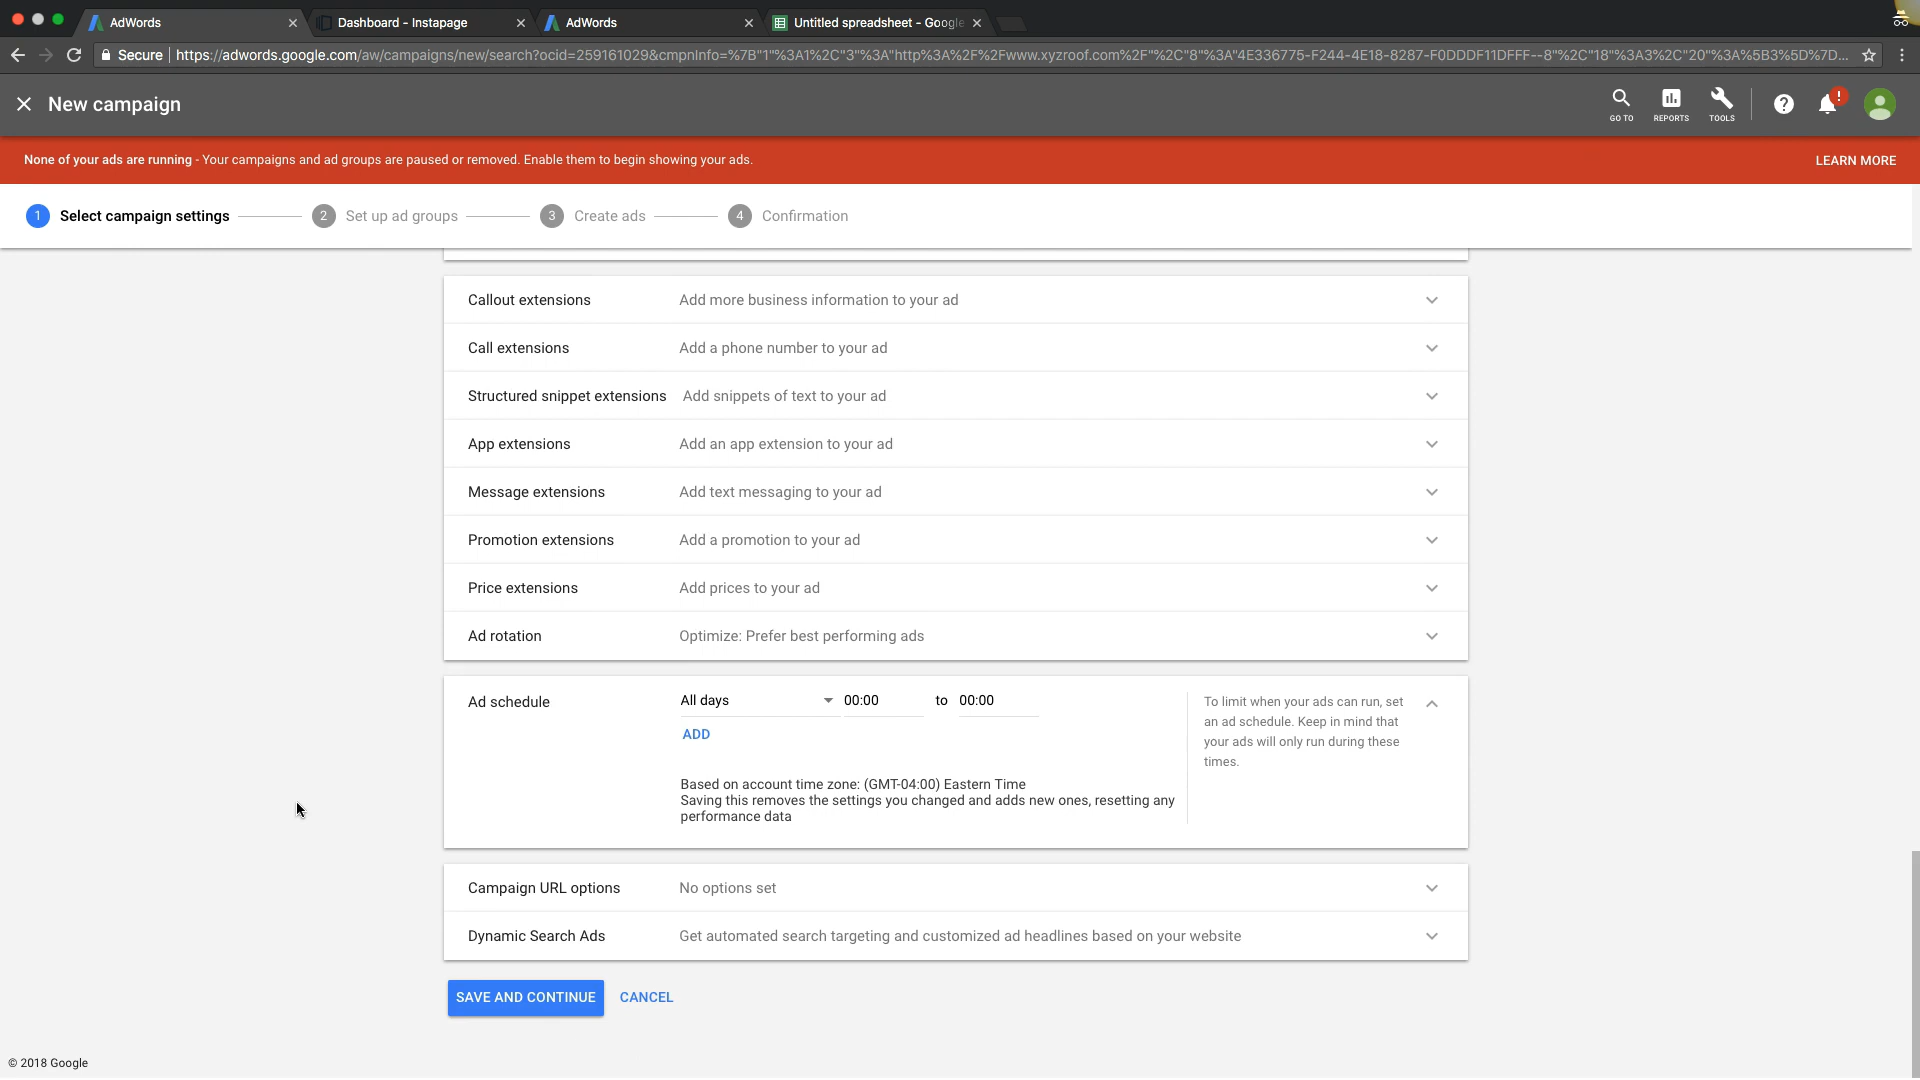 AdWords
Dashboard - Instapage
AdWords
Untitled spreadsheet - Google
Secure
https://adwords.google.com/aw/campaigns/new/search?ocid=259161029&cmpnInfo=%7B"1"%3A1%2C"3"%3A"http%3A%2F%2Fwww.xyzroof.com%2F"%2C"8"%3A"4E336775-F244-4E18-8287-F0DDDF11DFFF--8"%2C"18"%3A3%2C"20"%3A%5B3%5D%7D...
New campaign
GO TO
REPORTS
TOOLS
None of your ads are running - Your campaigns and ad groups are paused or removed. Enable them to begin showing your ads.
LEARN MORE
1 Select campaign settings
2 Set up ad groups
3 Create ads
4 Confirmation
Callout extensions Add more business information to your ad
Call extensions Add a phone number to your ad
Structured snippet extensions Add snippets of text to your ad
App extensions Add an app extension to your ad
Message extensions Add text messaging to your ad
Promotion extensions Add a promotion to your ad
Price extensions Add prices to your ad
Ad rotation Optimize: Prefer best performing ads
Ad schedule
All days 00:00 to 00:00
ADD
Based on account time zone: (GMT-04:00) Eastern Time
Saving this removes the settings you changed and adds new ones, resetting any
performance data
To limit when your ads can run, set
an ad schedule. Keep in mind that
your ads will only run during these
times.
Campaign URL options No options set
Dynamic Search Ads Get automated search targeting and customized ad headlines based on your website
SAVE AND CONTINUE
CANCEL
© 2018 Google